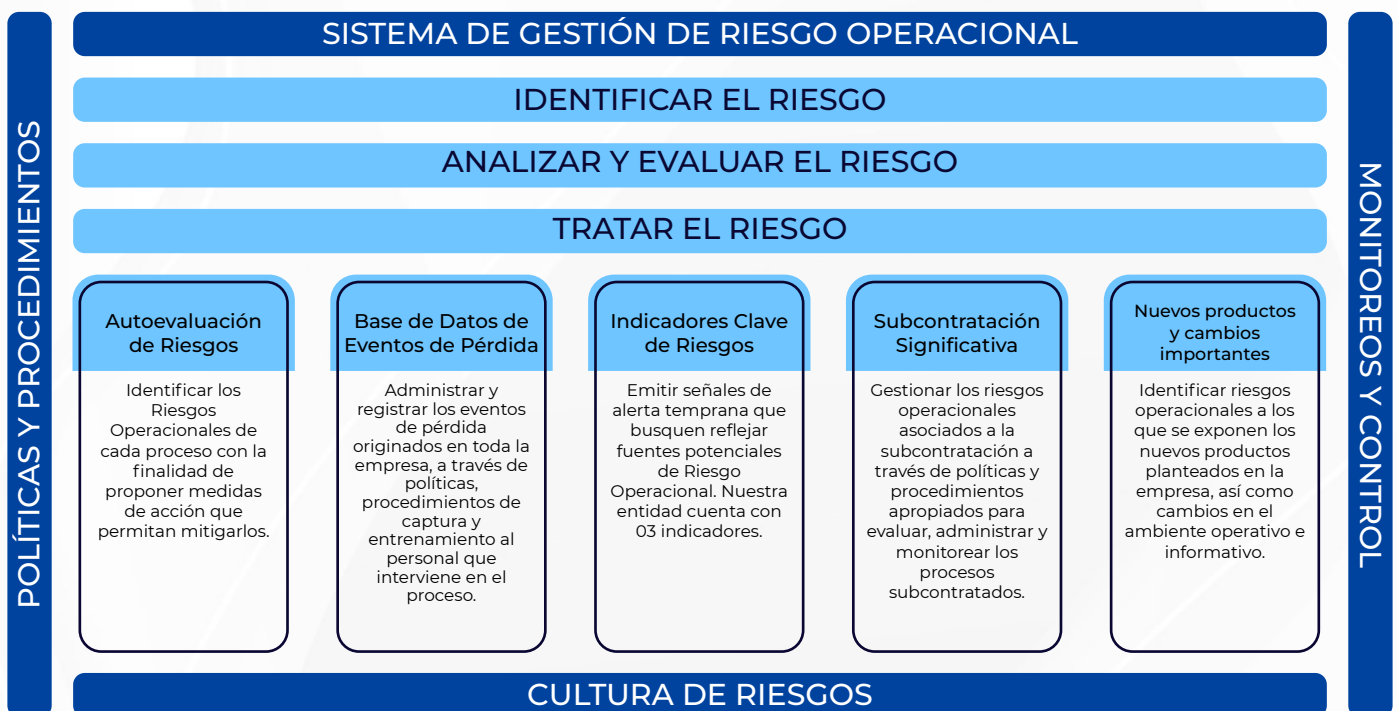 SISTEMA DE GESTIÓN DE RIESGO OPERACIONAL
IDENTIFICAR EL RIESGO
ANALIZAR Y EVALUAR EL RIESGO
TRATAR EL RIESGO
POLÍTICAS Y PROCEDIMIENTOS
Autoevaluación
de Riesgos
Identificar los
Riesgos
Operacionales de
cada proceso con la
finalidad de
proponer medidas
de acción que
permitan mitigarlos.
Base de Datos de
Eventos de Pérdida
Administrar y
registrar los eventos
de pérdida
originados en toda la
empresa, a través de
políticas,
procedimientos de
captura y
entrenamiento al
personal que
interviene en el
proceso.
Indicadores Clave
de Riesgos
Emitir señales de
alerta temprana que
busquen reflejar
fuentes potenciales
de Riesgo
Operacional. Nuestra
entidad cuenta con
03 indicadores.
Subcontratación
Significativa
Gestionar los riesgos
operacionales
asociados a la
subcontratación a
través de políticas y
procedimientos
apropiados para
evaluar, administrar y
monitorear los
procesos
subcontratados.
Nuevos productos
y cambios
importantes
Identificar riesgos
operacionales a los
que se exponen los
nuevos productos
planteados en la
empresa, así como
cambios en el
ambiente operativo e
informativo.
MONITOREOS Y CONTROL
CULTURA DE RIESGOS